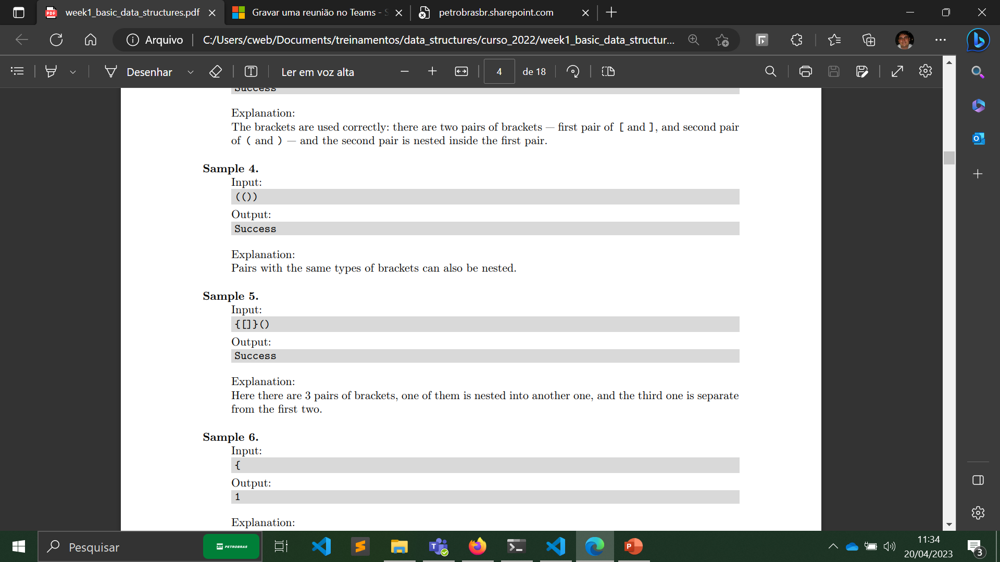 week1_basic_data_structures.pdf
Gravar uma reunião no Teams - S
petrobrasbr.sharepoint.com
Arquivo
C:/Users/cweb/Documents/treinamentos/data_structures/curso_2022/week1_basic_data_structur...
Desenhar
Ler em voz alta
4
de 18
Success
Explanation:
The brackets are used correctly: there are two pairs of brackets — first pair of [ and ], and second pair
of ( and ) — and the second pair is nested inside the first pair.
Sample 4.
Input:
(())
Output:
Success
Explanation:
Pairs with the same types of brackets can also be nested.
Sample 5.
Input:
{[]}()
Output:
Success
Explanation:
Here there are 3 pairs of brackets, one of them is nested into another one, and the third one is separate
from the first two.
Sample 6.
Input:
{
Output:
1
Explanation:
Pesquisar
BR PETROBRAS
11:34
20/04/2023
3